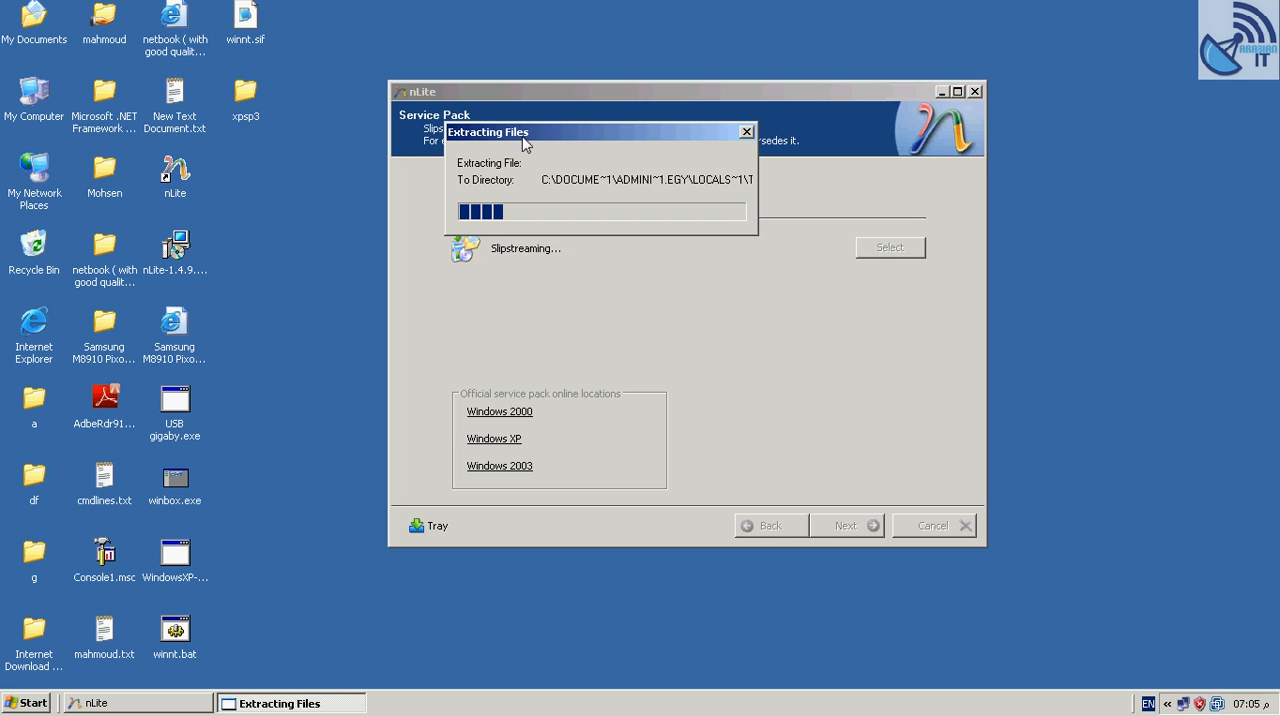 My Documents
mahmoud
netbook ( with
good qualit...
winnt.sif
My Computer
Microsoft .NET
Framework ...
New Text
Document.txt
xpsp3
My Network
Places
Mohsen
nLite
Recycle Bin
netbook ( with
good qualit...
nLite-1.4.9....
Internet
Explorer
Samsung
M8910 Pixo...
Samsung
M8910 Pixo...
a
AdbeRdr91...
USB
gigaby.exe
df
cmdlines.txt
winbox.exe
g
Console1.msc
WindowsXP-...
Internet
Download ...
mahmoud.txt
winnt.bat
ARABIAN
IT
nLite
Service Pack
Slips
For
sedes it.
Extracting Files
Extracting File:
To Directory: C:\DOCUME~1\ADMINI~1.EGY\LOCALS~1\T
Slipstreaming...
Select
Official service pack online locations
Windows 2000
Windows XP
Windows 2003
Tray
Back
Next
Cancel
Start
nLite
Extracting Files
EN
«
07:05 م